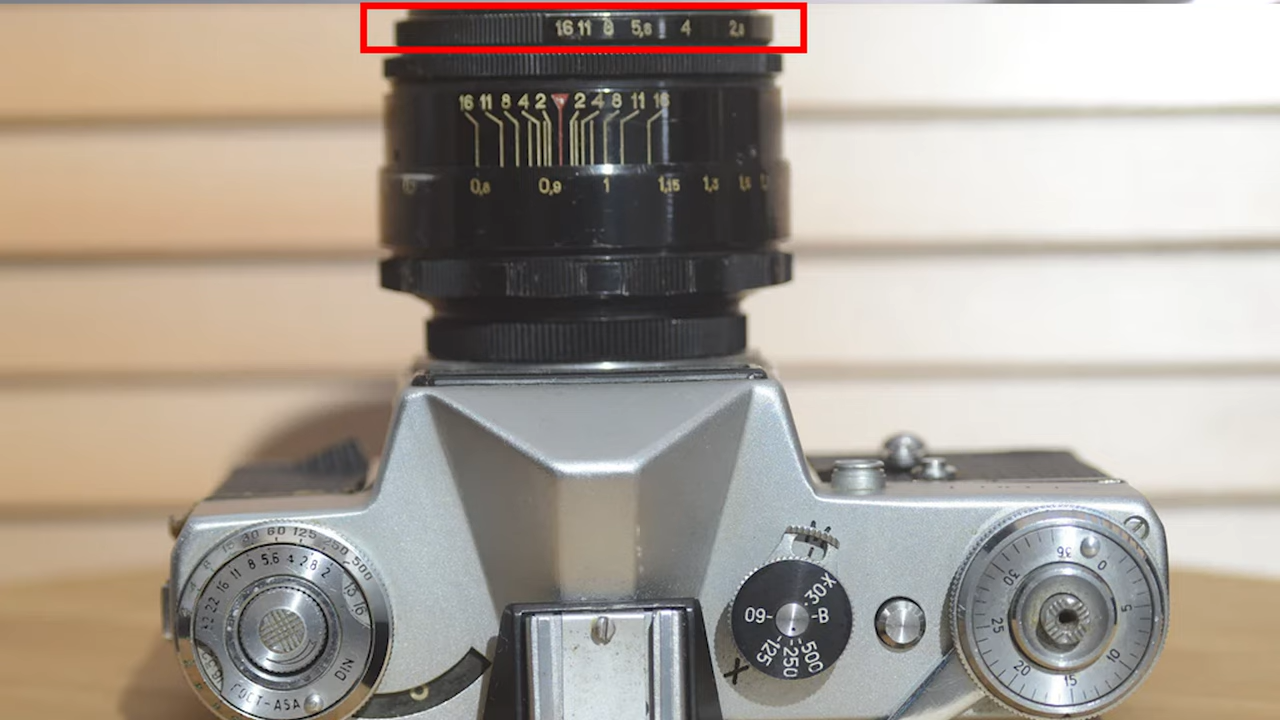 16 11 8 5,6 4 2,8
16 11 8 4 2 2 4 8 11 16
0,8 0,9 1 1,15 1,3 1,5
15 30 60 125 250 500
22 16 11 8 5,6 4 2,8 2
DIN
ГОСТ-ASA
30-X
60- -B
125 250 500
X
36 0 5 10 15 20 25 30